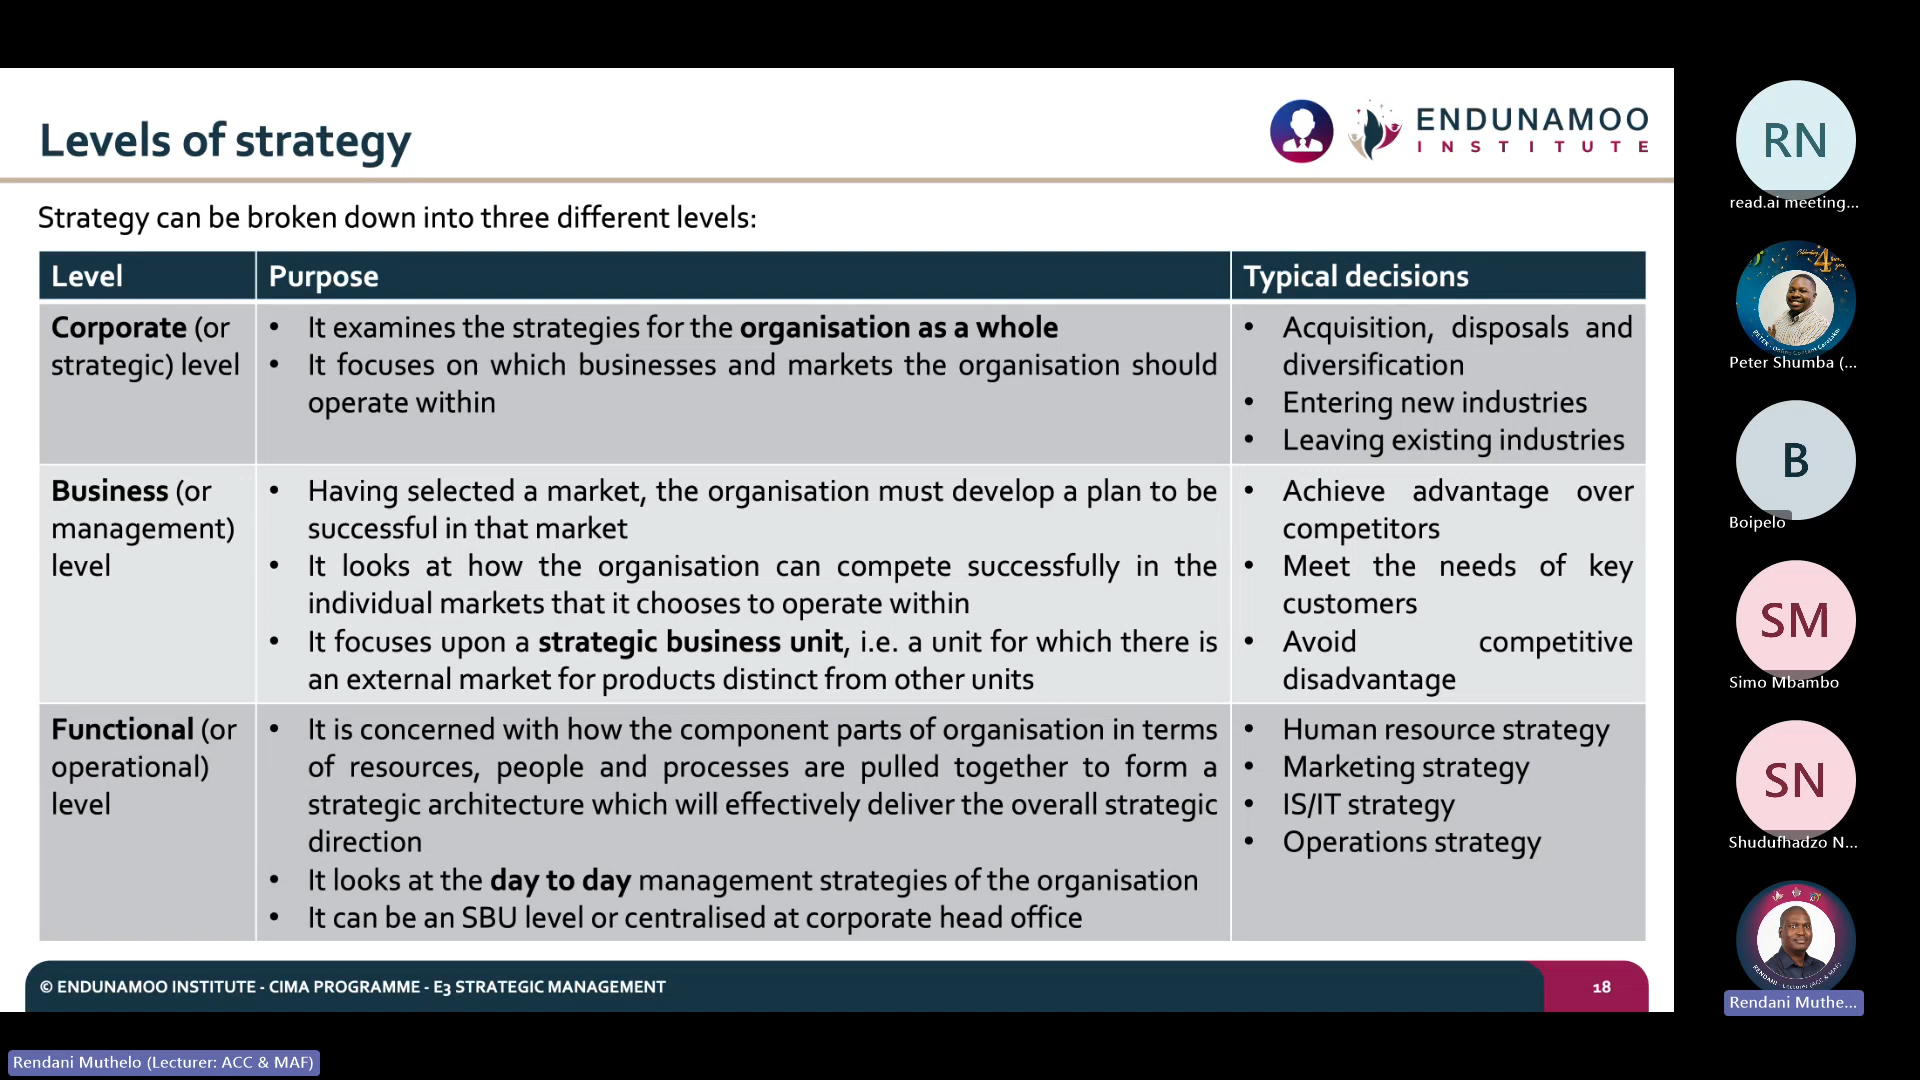 Levels of strategy
ENDUNAMOO
INSTITUTE
Strategy can be broken down into three different levels:
Level
Purpose
Typical decisions
Corporate (or
strategic) level
• It examines the strategies for the organisation as a whole
• It focuses on which businesses and markets the organisation should
operate within
• Acquisition, disposals and
diversification
• Entering new industries
• Leaving existing industries
Business (or
management)
level
• Having selected a market, the organisation must develop a plan to be
successful in that market
• It looks at how the organisation can compete successfully in the
individual markets that it chooses to operate within
• It focuses upon a strategic business unit, i.e. a unit for which there is
an external market for products distinct from other units
• Achieve advantage over
competitors
• Meet the needs of key
customers
• Avoid competitive
disadvantage
Functional (or
operational)
level
• It is concerned with how the component parts of organisation in terms
of resources, people and processes are pulled together to form a
strategic architecture which will effectively deliver the overall strategic
direction
• It looks at the day to day management strategies of the organisation
• It can be an SBU level or centralised at corporate head office
• Human resource strategy
• Marketing strategy
• IS/IT strategy
• Operations strategy
© ENDUNAMOO INSTITUTE - CIMA PROGRAMME - E3 STRATEGIC MANAGEMENT
18
RN
read.ai meeting...
Peter Shumba (...
B
Boipelo
SM
Simo Mbambo
SN
Shudufhadzo N...
Rendani Muthe...
Rendani Muthelo (Lecturer: ACC & MAF)